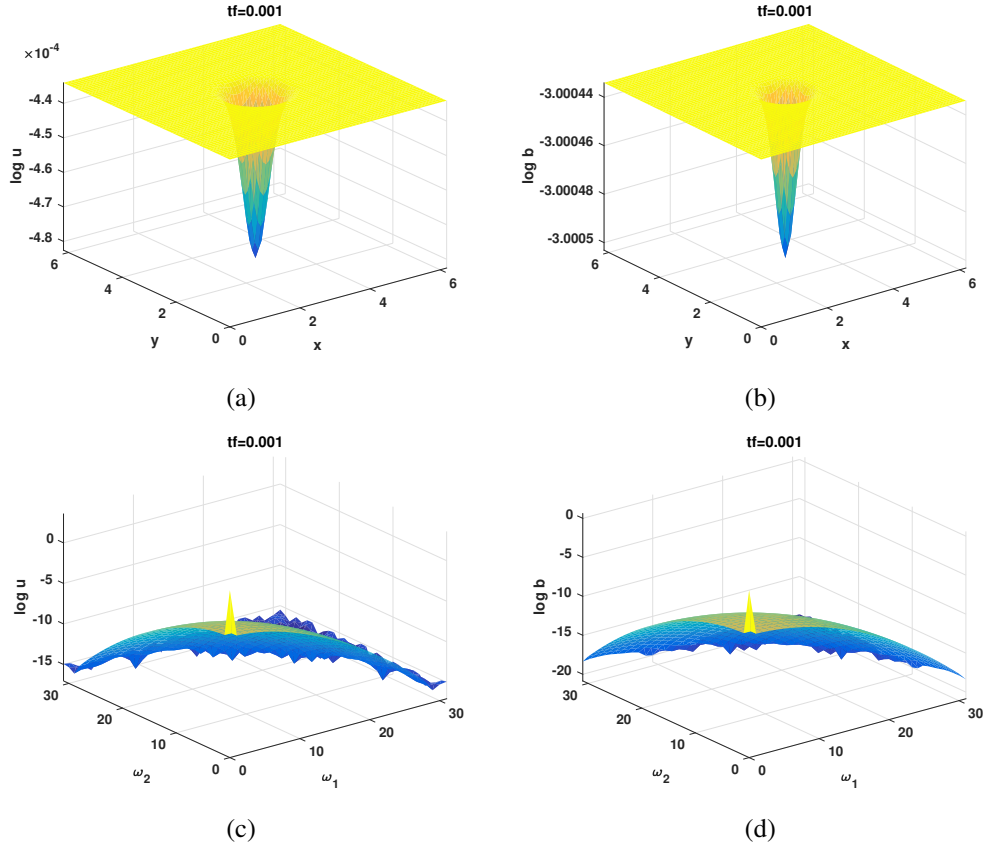 tf=0.001
×10⁻⁴
-4.4
-4.5
-4.6
-4.7
-4.8
log u
6
4
2
0
y
0
2
4
6
x
(a)
tf=0.001
-3.00044
-3.00046
-3.00048
-3.0005
log b
6
4
2
0
y
0
2
4
6
x
(b)
tf=0.001
0
-5
-10
-15
log u
30
20
10
0
ω₂
0
10
20
30
ω₁
(c)
tf=0.001
0
-5
-10
-15
-20
log b
30
20
10
0
ω₂
0
10
20
30
ω₁
(d)